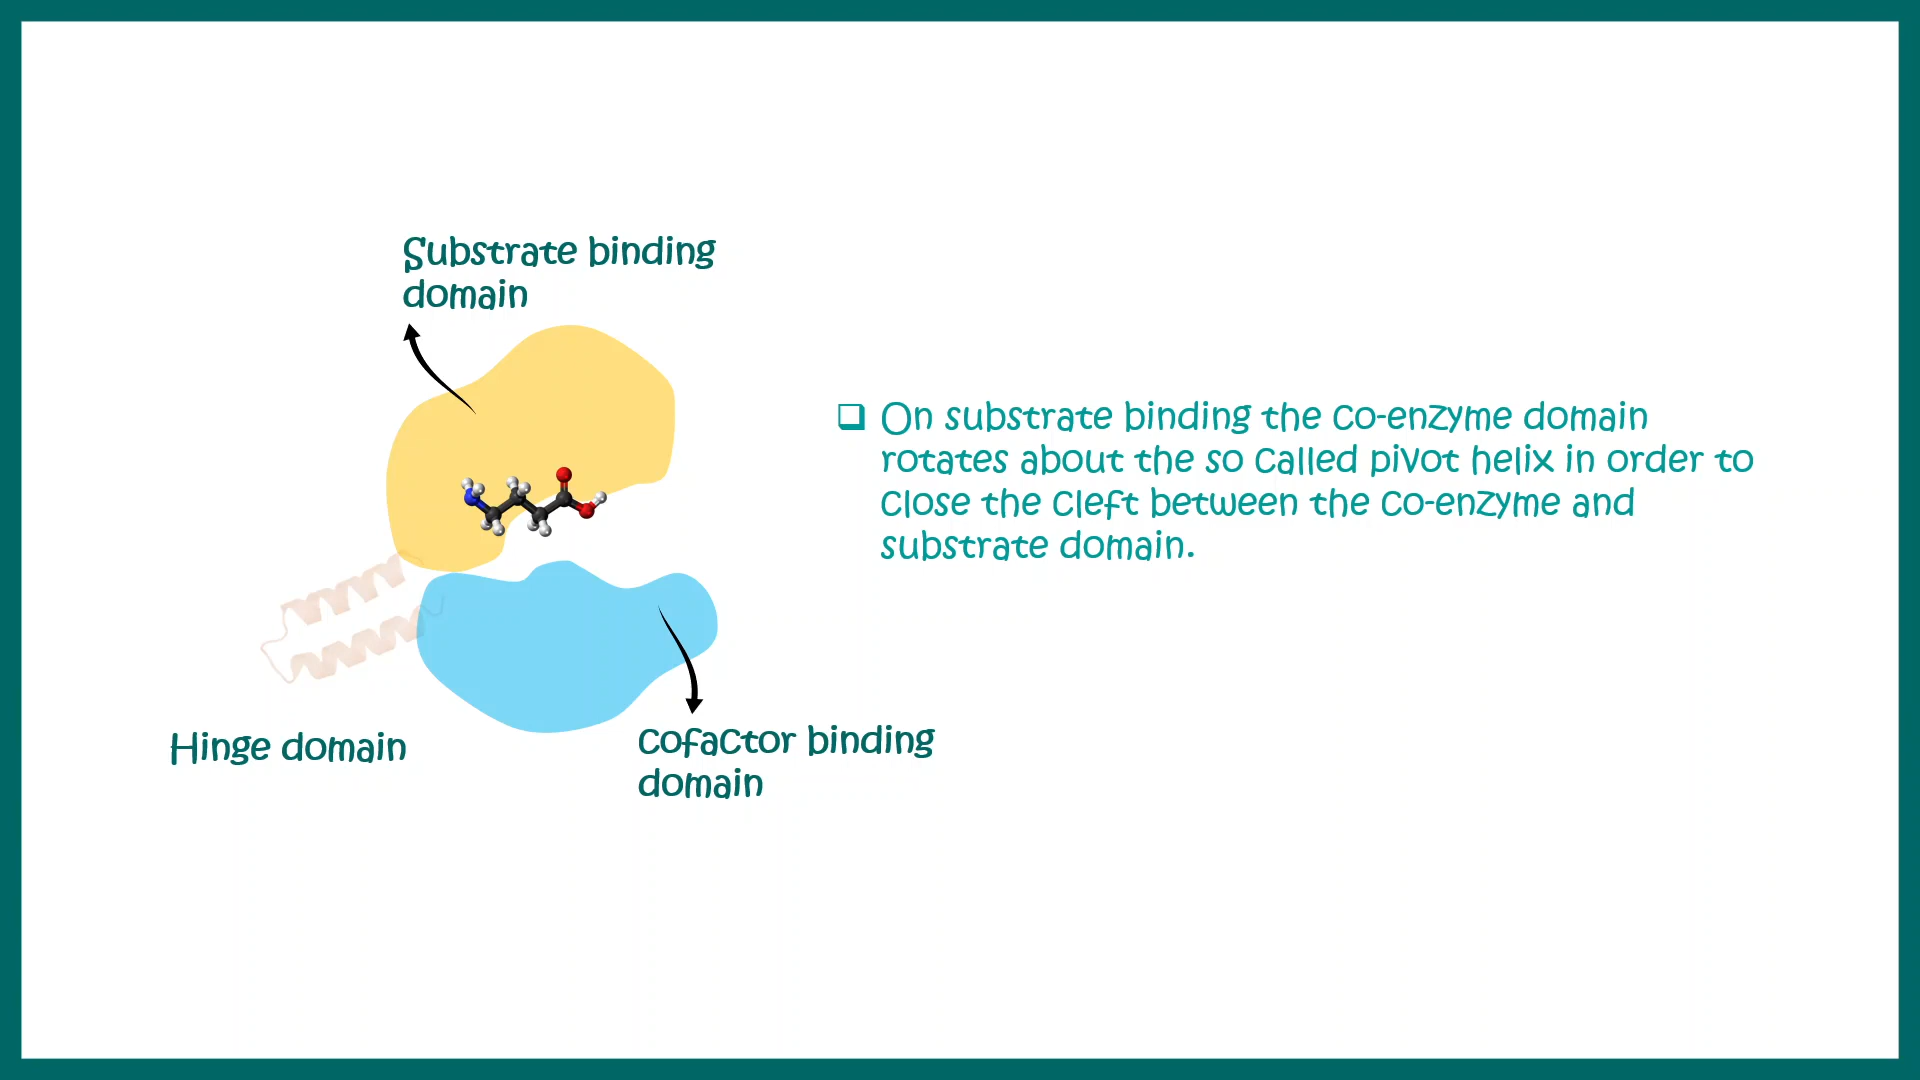 Substrate binding
domain
On substrate binding the co-enzyme domain
rotates about the so called pivot helix in order to
close the cleft between the co-enzyme and
substrate domain.
Hinge domain
cofactor binding
domain